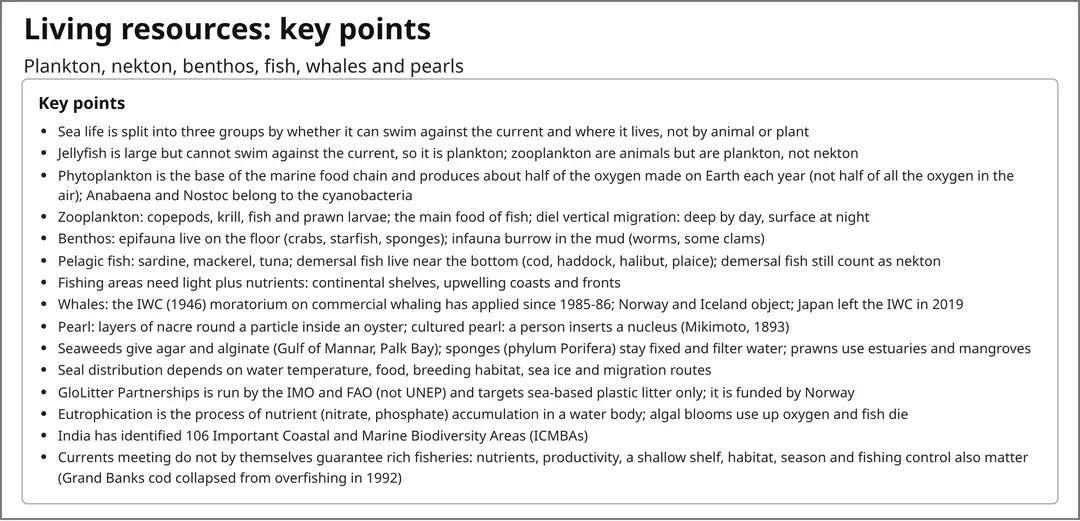 Living resources: key points
Plankton, nekton, benthos, fish, whales and pearls
Key points
• Sea life is split into three groups by whether it can swim against the current and where it lives, not by animal or plant
• Jellyfish is large but cannot swim against the current, so it is plankton; zooplankton are animals but are plankton, not nekton
• Phytoplankton is the base of the marine food chain and produces about half of the oxygen made on Earth each year (not half of all the oxygen in the
air); Anabaena and Nostoc belong to the cyanobacteria
• Zooplankton: copepods, krill, fish and prawn larvae; the main food of fish; diel vertical migration: deep by day, surface at night
• Benthos: epifauna live on the floor (crabs, starfish, sponges); infauna burrow in the mud (worms, some clams)
• Pelagic fish: sardine, mackerel, tuna; demersal fish live near the bottom (cod, haddock, halibut, plaice); demersal fish still count as nekton
• Fishing areas need light plus nutrients: continental shelves, upwelling coasts and fronts
• Whales: the IWC (1946) moratorium on commercial whaling has applied since 1985-86; Norway and Iceland object; Japan left the IWC in 2019
• Pearl: layers of nacre round a particle inside an oyster; cultured pearl: a person inserts a nucleus (Mikimoto, 1893)
• Seaweeds give agar and alginate (Gulf of Mannar, Palk Bay); sponges (phylum Porifera) stay fixed and filter water; prawns use estuaries and mangroves
• Seal distribution depends on water temperature, food, breeding habitat, sea ice and migration routes
• GloLitter Partnerships is run by the IMO and FAO (not UNEP) and targets sea-based plastic litter only; it is funded by Norway
• Eutrophication is the process of nutrient (nitrate, phosphate) accumulation in a water body; algal blooms use up oxygen and fish die
• India has identified 106 Important Coastal and Marine Biodiversity Areas (ICMBAs)
• Currents meeting do not by themselves guarantee rich fisheries: nutrients, productivity, a shallow shelf, habitat, season and fishing control also matter
(Grand Banks cod collapsed from overfishing in 1992)